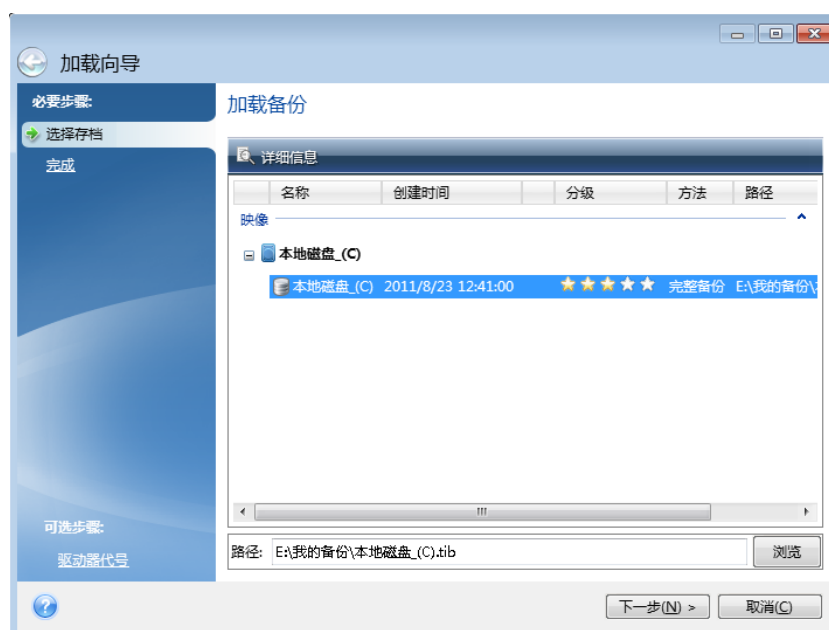 加载向导
必要步骤:
选择存档
完成
加载备份
详细信息
名称 创建时间 分级 方法 路径
映像
本地磁盘_(C)
本地磁盘_(C) 2011/8/23 12:41:00 完整备份 E:\我的备份\
可选步骤:
驱动器代号
路径: E:\我的备份\本地磁盘_(C).tib 浏览
下一步(N) > 取消(C)